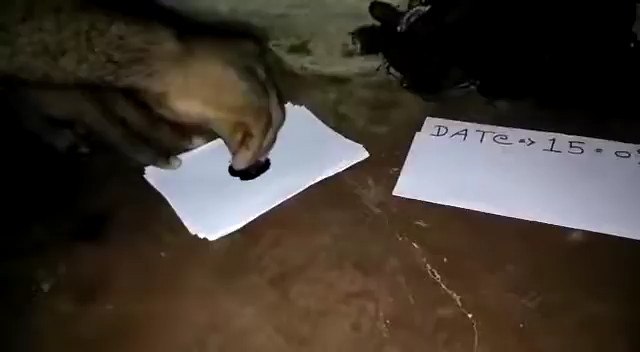 DATE => 15 = 0